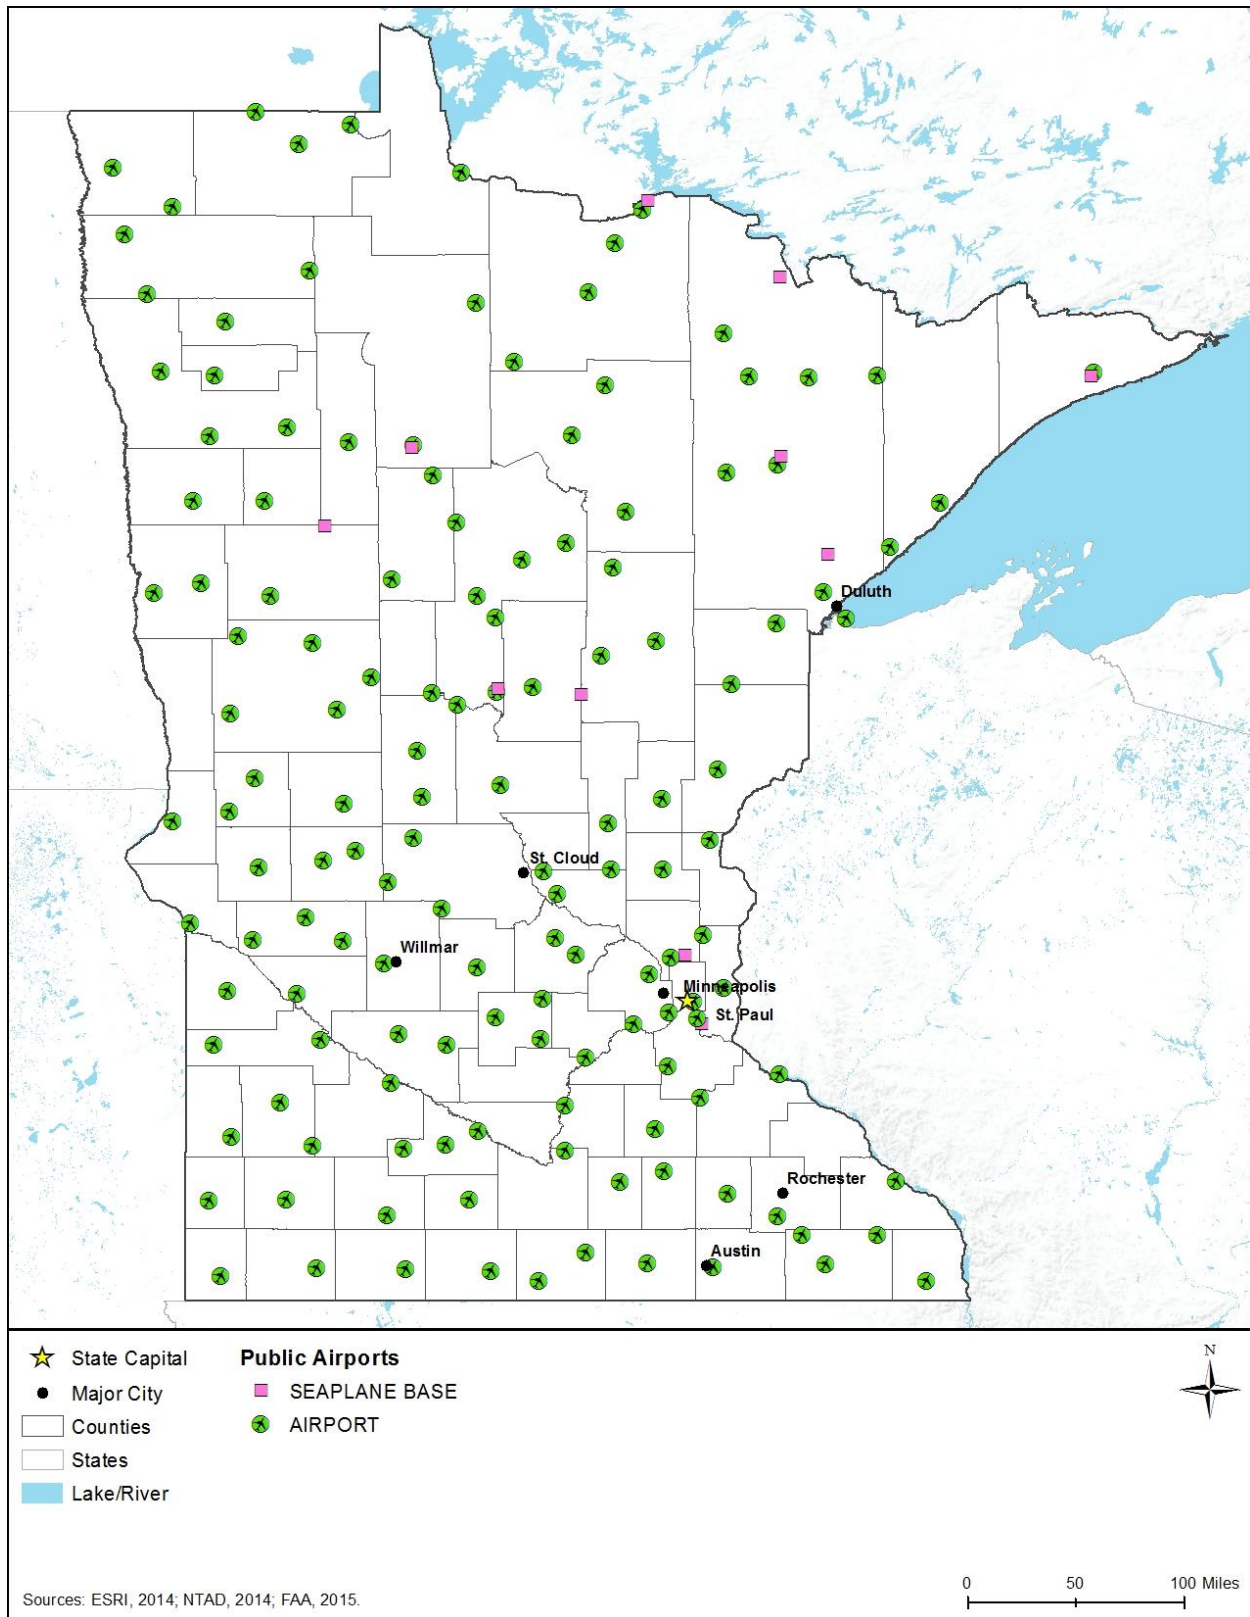 Duluth
St. Cloud
Willmar
Minneapolis
St. Paul
Rochester
Austin
State Capital
Major City
Counties
States
Lake/River
Public Airports
SEAPLANE BASE
AIRPORT
N
Sources: ESRI, 2014; NTAD, 2014; FAA, 2015.
0 50 100 Miles